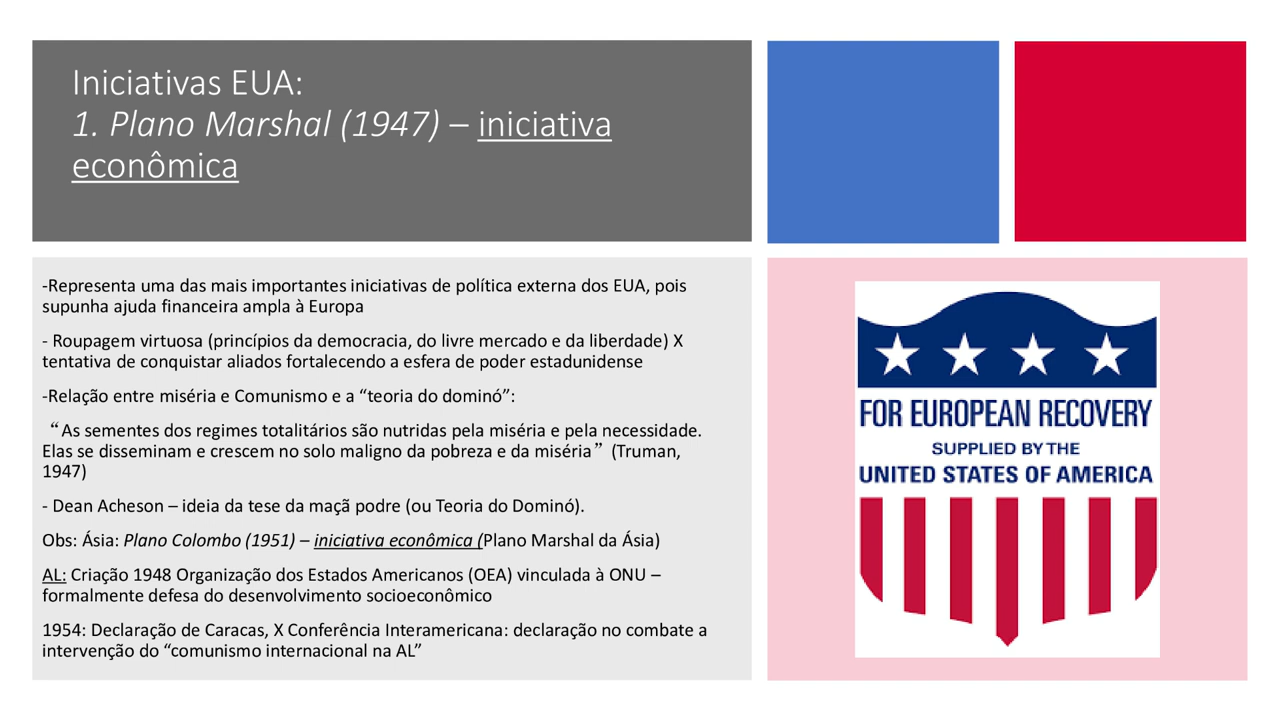 Iniciativas EUA:
1. Plano Marshal (1947) – iniciativa
econômica
-Representa uma das mais importantes iniciativas de política externa dos EUA, pois
supunha ajuda financeira ampla à Europa
- Roupagem virtuosa (princípios da democracia, do livre mercado e da liberdade) X
tentativa de conquistar aliados fortalecendo a esfera de poder estadunidense
-Relação entre miséria e Comunismo e a “teoria do dominó”:
“As sementes dos regimes totalitários são nutridas pela miséria e pela necessidade.
Elas se disseminam e crescem no solo maligno da pobreza e da miséria” (Truman,
1947)
- Dean Acheson – ideia da tese da maçã podre (ou Teoria do Dominó).
Obs: Ásia: Plano Colombo (1951) – iniciativa econômica (Plano Marshal da Ásia)
AL: Criação 1948 Organização dos Estados Americanos (OEA) vinculada à ONU –
formalmente defesa do desenvolvimento socioeconômico
1954: Declaração de Caracas, X Conferência Interamericana: declaração no combate a
intervenção do “comunismo internacional na AL”
FOR EUROPEAN RECOVERY
SUPPLIED BY THE
UNITED STATES OF AMERICA